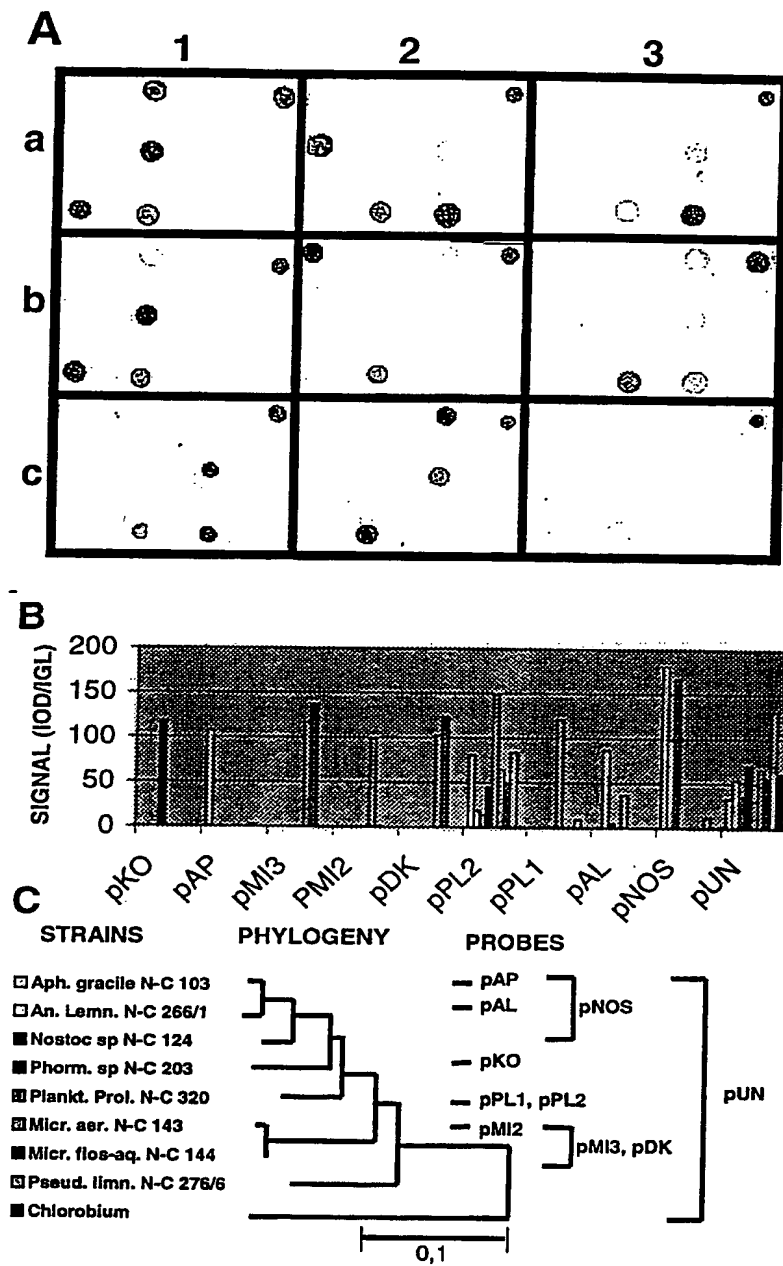 A
1 2 3
a
b
c
B
SIGNAL (IOD/IGL)
200
150
100
50
0
pKO pAP pMI3 PMI2 pDK pPL2 pPL1 pAL pNOS pUN
C
STRAINS PHYLOGENY PROBES
Aph. gracile N-C 103 pAP
An. Lemn. N-C 266/1 pAL pNOS
Nostoc sp N-C 124
Phorm. sp N-C 203 pKO
Plankt. Prol. N-C 320 pPL1, pPL2 pUN
Micr. aer. N-C 143 pMI2
Micr. flos-aq. N-C 144 pMI3, pDK
Pseud. limn. N-C 276/6
Chlorobium
0,1